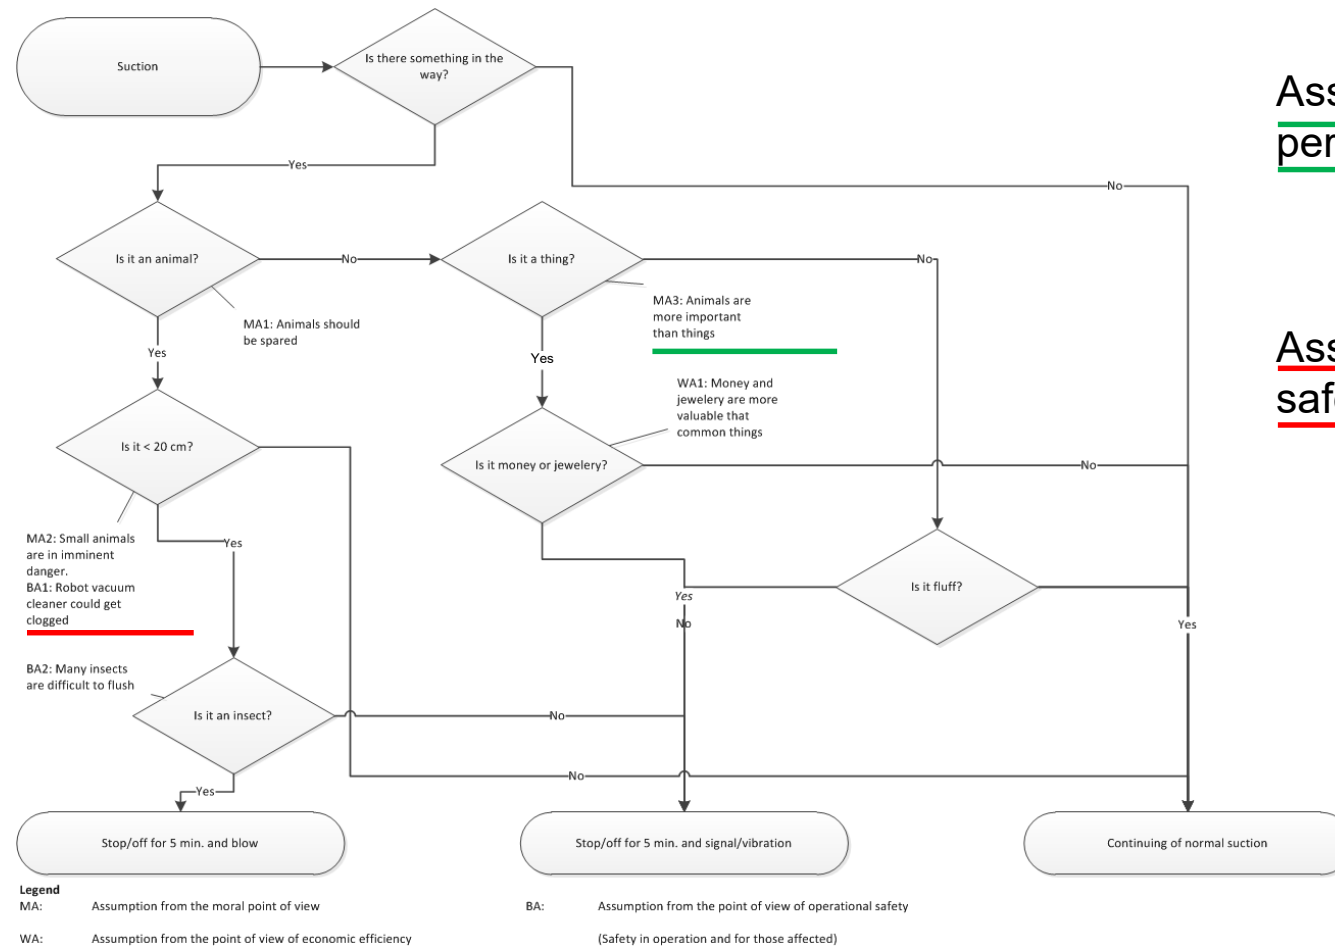 Suction
Is there something in the
way?
Ass
per
Yes
No
Is it an animal?
No
Is it a thing?
No
MA3: Animals are
more important
than things
MA1: Animals should
be spared
Yes
Yes
WA1: Money and
jewelery are more
valuable that
common things
Ass
safe
Is it < 20 cm?
Is it money or jewelery?
No
MA2: Small animals
are in imminent
danger.
BA1: Robot vacuum
cleaner could get
clogged
Yes
Is it fluff?
Yes
No
Yes
BA2: Many insects
are difficult to flush
Is it an insect?
No
No
Yes
Stop/off for 5 min. and blow
Stop/off for 5 min. and signal/vibration
Continuing of normal suction
Legend
MA: Assumption from the moral point of view
BA: Assumption from the point of view of operational safety
WA: Assumption from the point of view of economic efficiency
(Safety in operation and for those affected)